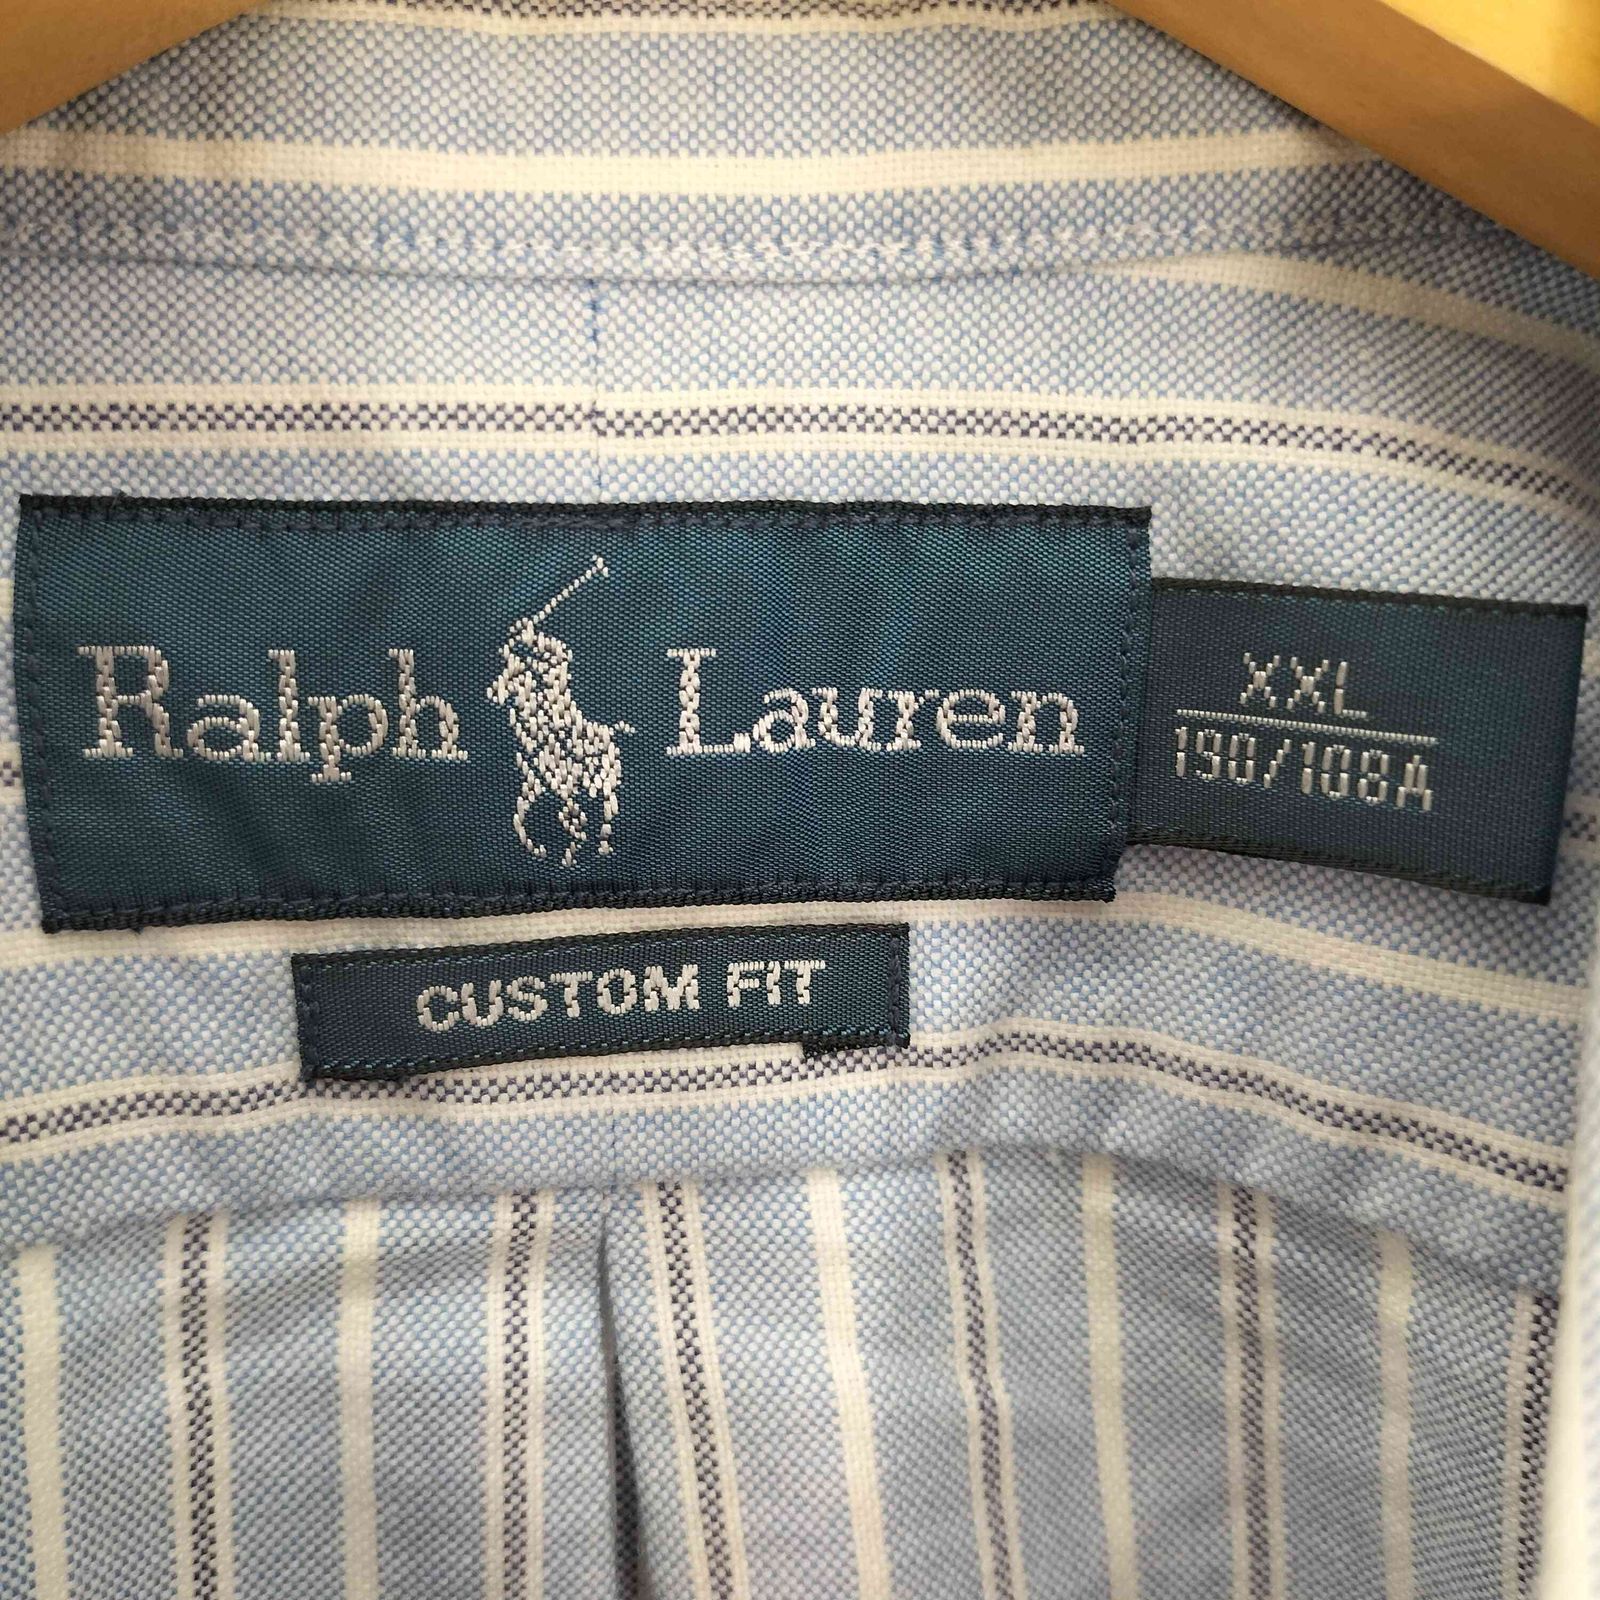 Ralph Lauren
XXL
190/108A
CUSTOM FIT